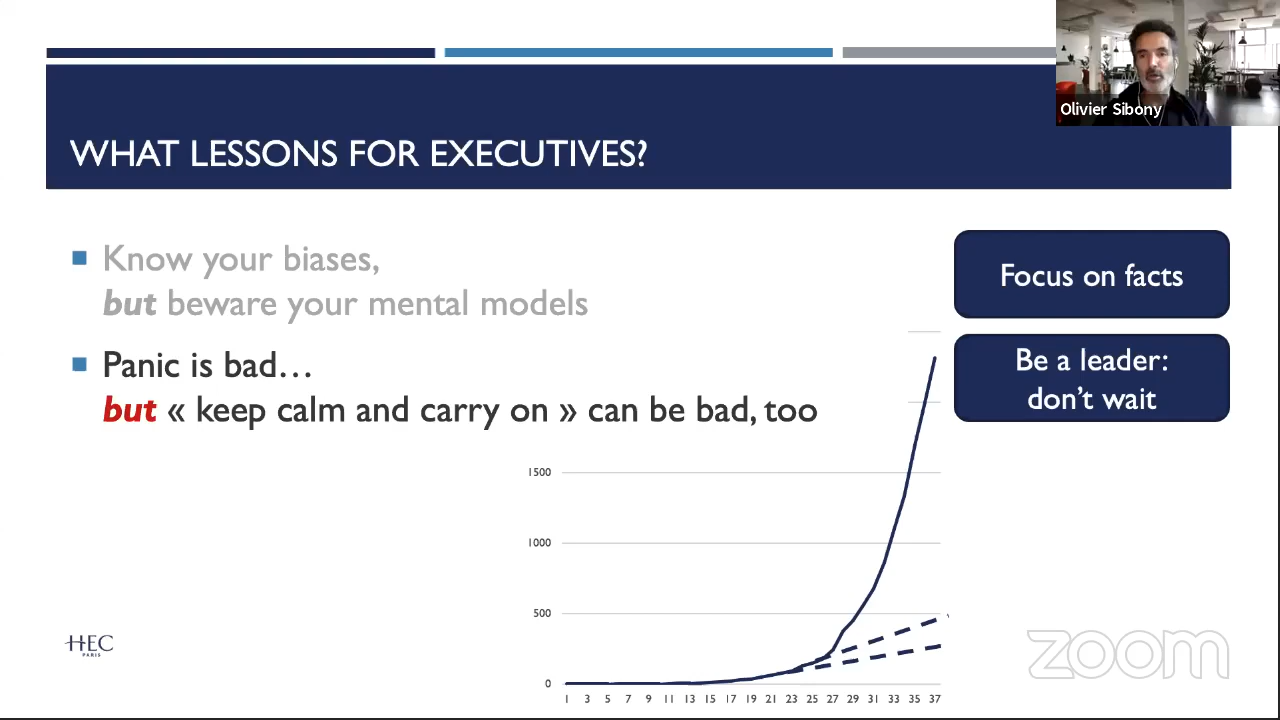 Olivier Sibony
WHAT LESSONS FOR EXECUTIVES?
Know your biases,
but beware your mental models
Focus on facts
Panic is bad…
but « keep calm and carry on » can be bad, too
Be a leader:
don't wait
1500
1000
500
0
1 3 5 7 9 11 13 15 17 19 21 23 25 27 29 31 33 35 37
HEC
PARIS
zoom